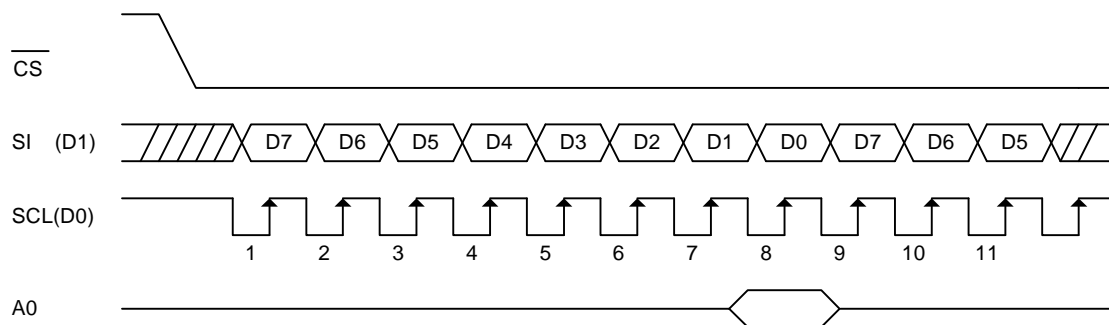 CS
SI (D1) D7 D6 D5 D4 D3 D2 D1 D0 D7 D6 D5
SCL(D0)
1 2 3 4 5 6 7 8 9 10 11
A0